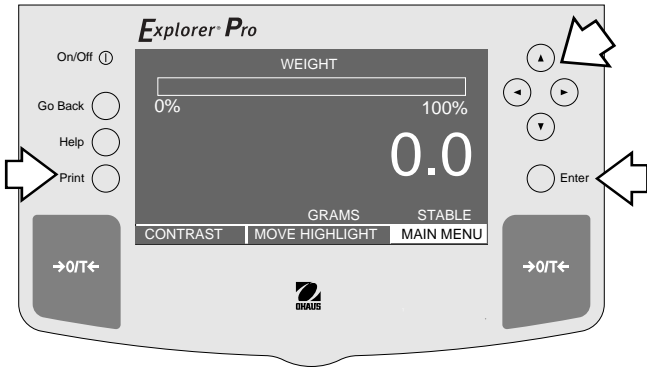 Explorer® Pro
On/Off
WEIGHT
Go Back
0% 100%
Help
0.0
Print
Enter
GRAMS STABLE
CONTRAST MOVE HIGHLIGHT MAIN MENU
→0/T← →0/T←
OHAUS